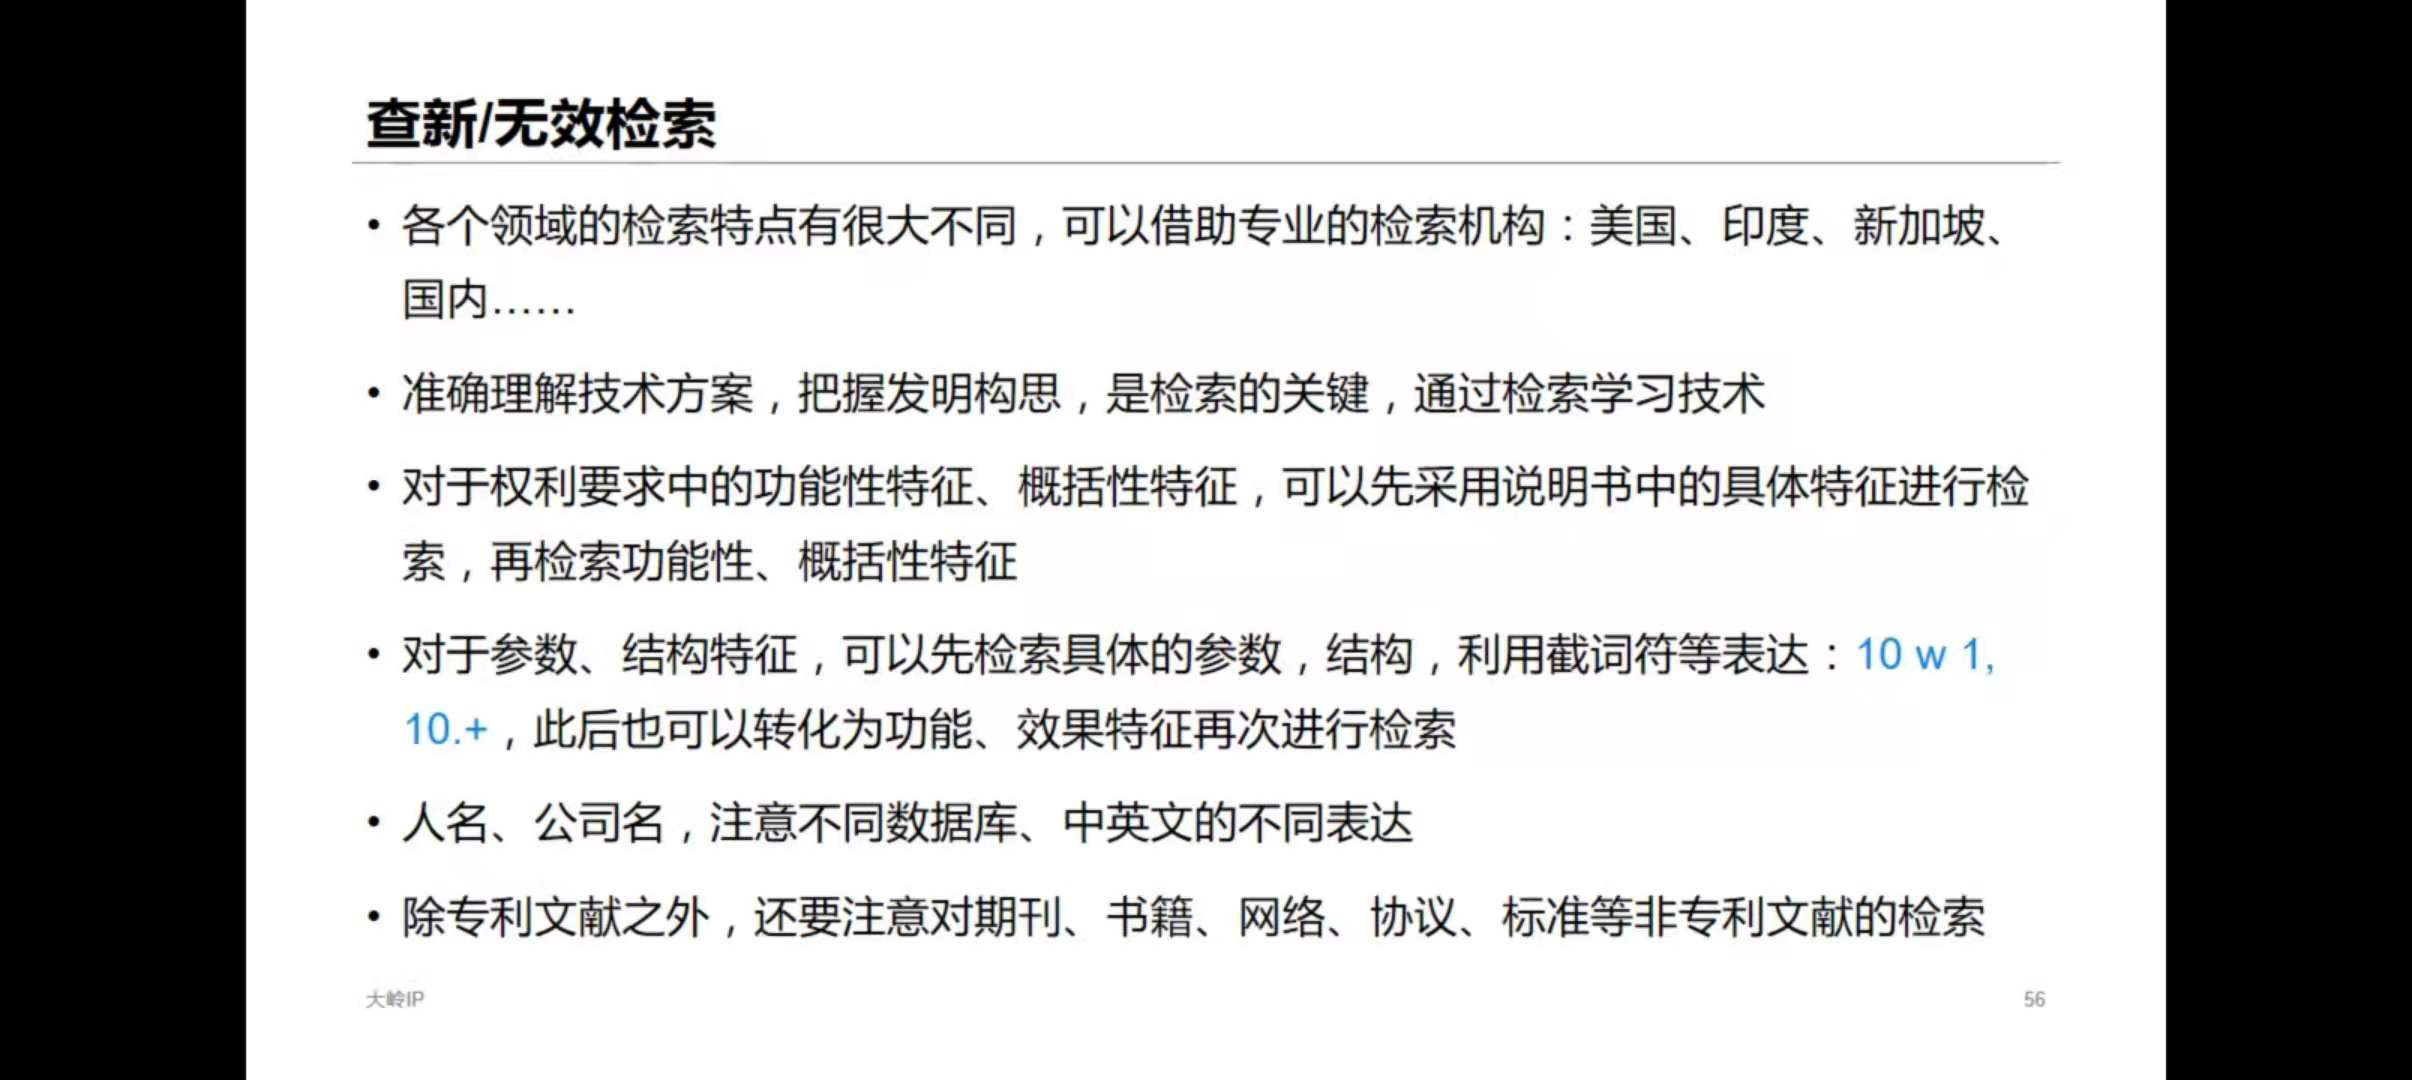 查新/无效检索
• 各个领域的检索特点有很大不同，可以借助专业的检索机构：美国、印度、新加坡、
国内……
• 准确理解技术方案，把握发明构思，是检索的关键，通过检索学习技术
• 对于权利要求中的功能性特征、概括性特征，可以先采用说明书中的具体特征进行检
索，再检索功能性、概括性特征
• 对于参数、结构特征，可以先检索具体的参数，结构，利用截词符等表达：10 w 1,
10.+，此后也可以转化为功能、效果特征再次进行检索
• 人名、公司名，注意不同数据库、中英文的不同表达
• 除专利文献之外，还要注意对期刊、书籍、网络、协议、标准等非专利文献的检索
大岭IP
56